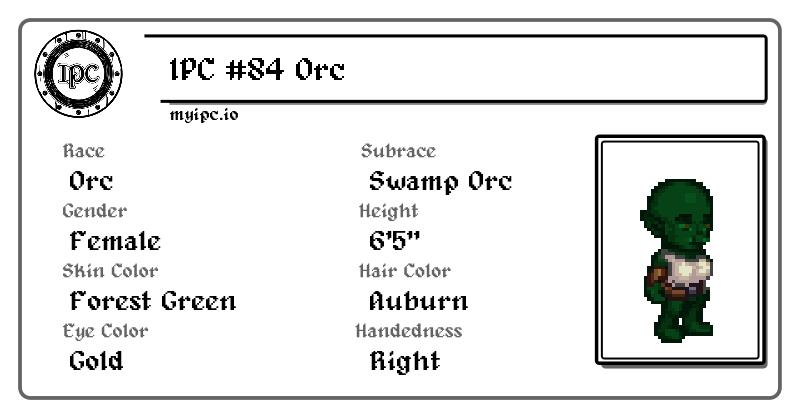 IPC
IPC #84 Orc
myipc.io
Race
Subrace
Orc
Swamp Orc
Gender
Height
Female
6'5"
Skin Color
Hair Color
Forest Green
Auburn
Eye Color
Handedness
Gold
Right